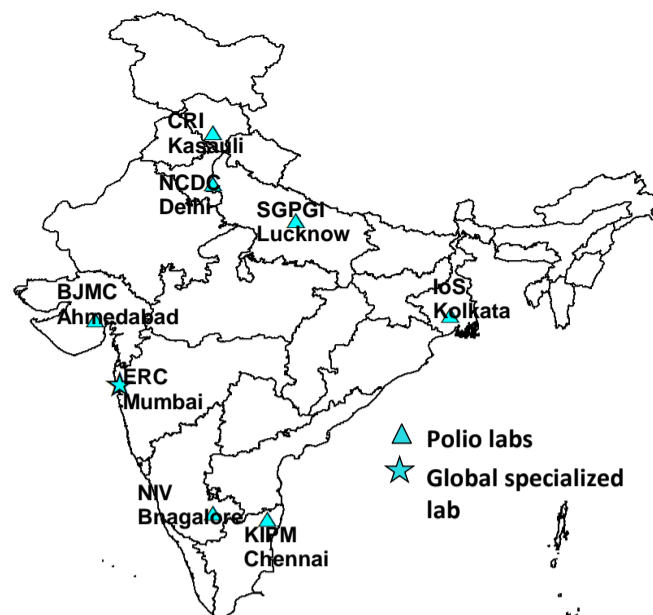 CRI
Kasauli
NCDC
Delhi
SGPGI
Lucknow
BJMC
Ahmedabad
IoS
Kolkata
ERC
Mumbai
Polio labs
Global specialized
lab
NIV
Bnagalore
KIPM
Chennai